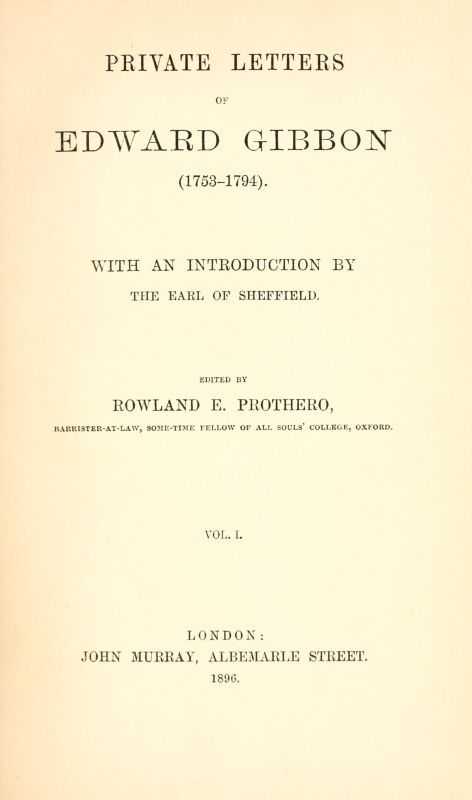 PRIVATE LETTERS
OF
EDWARD GIBBON
(1753-1794).
WITH AN INTRODUCTION BY
THE EARL OF SHEFFIELD.
EDITED BY
ROWLAND E. PROTHERO,
BARRISTER-AT-LAW, SOME-TIME FELLOW OF ALL SOULS' COLLEGE, OXFORD.
VOL. I.
LONDON:
JOHN MURRAY, ALBEMARLE STREET.
1896.